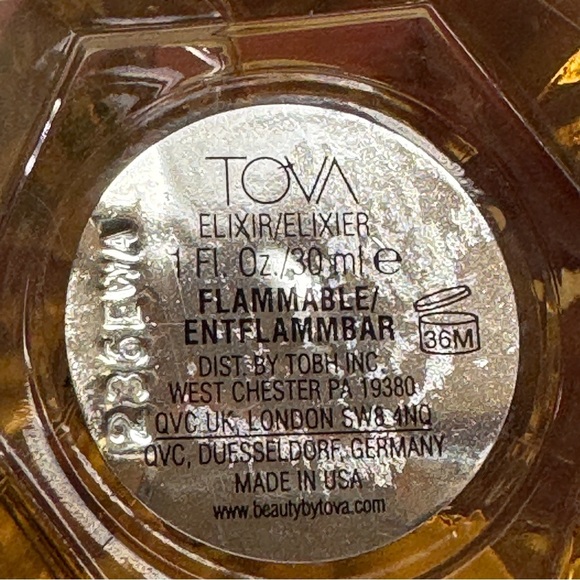 TOVA
ELIXIR/ELIXIER
1 Fl. Oz./30 ml e
FLAMMABLE/
ENTFLAMMBAR
36M
DIST. BY TOBH INC.
WEST CHESTER PA 19380
QVC UK, LONDON SW8 4NQ
QVC, DUESSELDORF, GERMANY
MADE IN USA
www.beautybytova.com